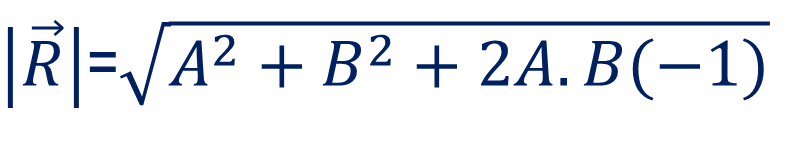 |R⃗|=√A² + B² + 2A. B(−1)